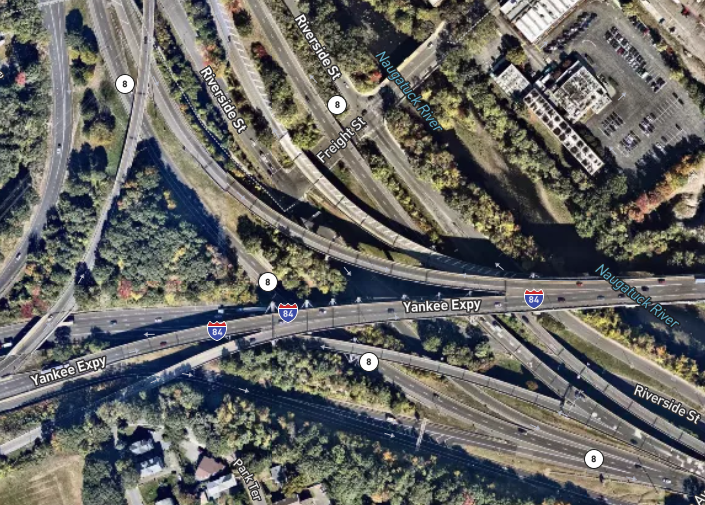 Riverside St
Naugatuck River
8
Riverside St
8
Freight St
8
Naugatuck River
84
84
Yankee Expy
84
Yankee Expy
8
Riverside St
8
Park Ter